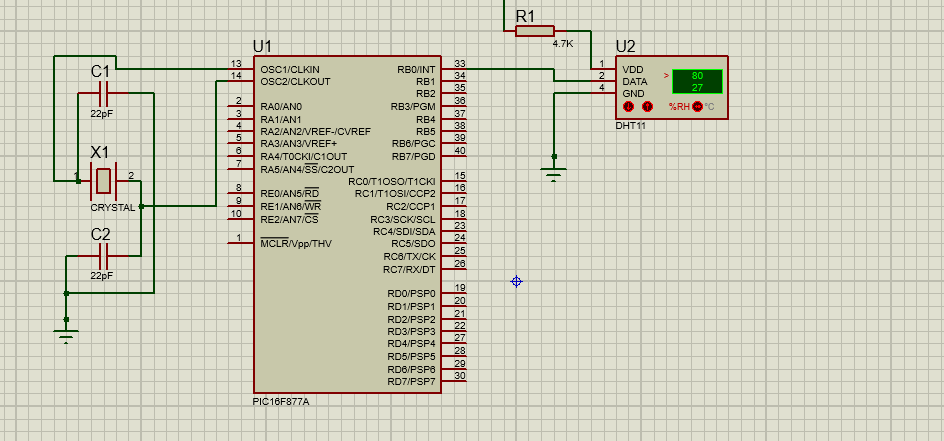 R1
4.7K
U1
U2
C1
22pF
X1
1
2
CRYSTAL
C2
22pF
13 OSC1/CLKIN
14 OSC2/CLKOUT
2 RA0/AN0
3 RA1/AN1
4 RA2/AN2/VREF-/CVREF
5 RA3/AN3/VREF+
6 RA4/T0CKI/C1OUT
7 RA5/AN4/SS/C2OUT
8 RE0/AN5/RD
9 RE1/AN6/WR
10 RE2/AN7/CS
1 MCLR/Vpp/THV
RB0/INT 33
RB1 34
RB2 35
RB3/PGM 36
RB4 37
RB5 38
RB6/PGC 39
RB7/PGD 40
RC0/T1OSO/T1CKI 15
RC1/T1OSI/CCP2 16
RC2/CCP1 17
RC3/SCK/SCL 18
RC4/SDI/SDA 23
RC5/SDO 24
RC6/TX/CK 25
RC7/RX/DT 26
RD0/PSP0 19
RD1/PSP1 20
RD2/PSP2 21
RD3/PSP3 22
RD4/PSP4 27
RD5/PSP5 28
RD6/PSP6 29
RD7/PSP7 30
PIC16F877A
1 VDD
2 DATA
4 GND
>
80
27
%RH
°C
DHT11